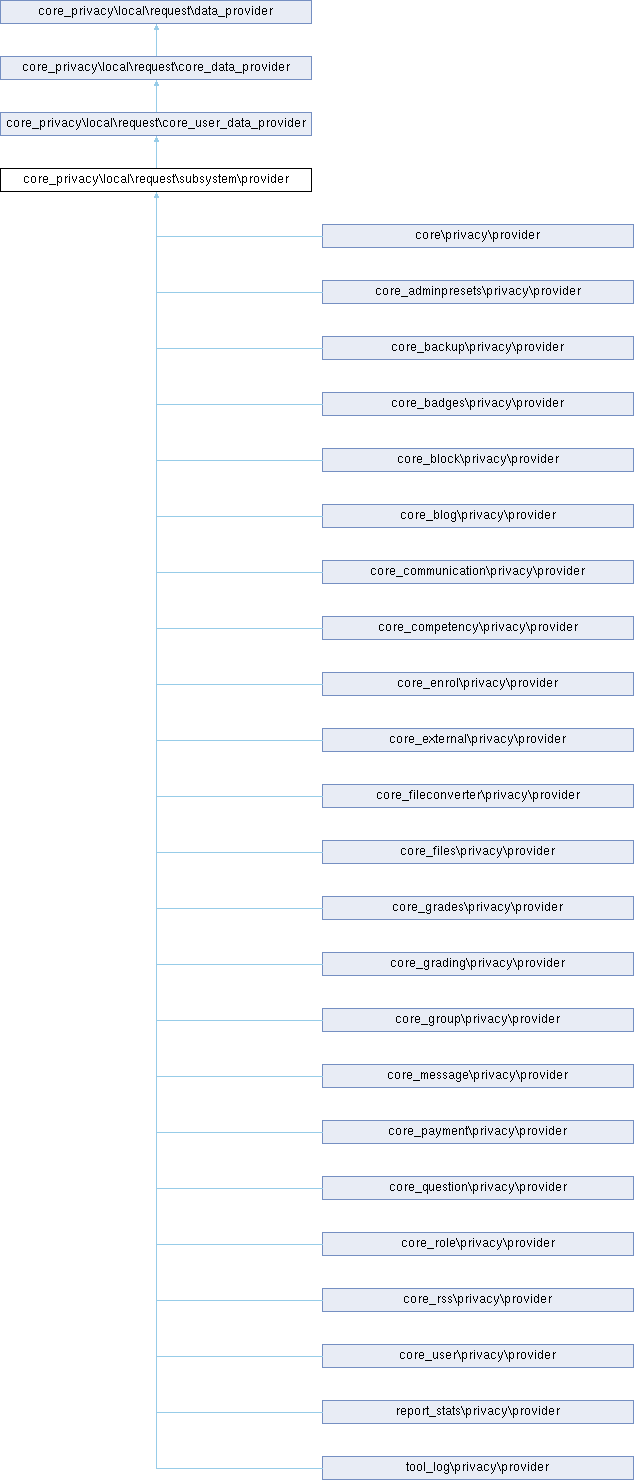 core_privacy\local\request\data_provider
core_privacy\local\request\core_data_provider
core_privacy\local\request\core_user_data_provider
core_privacy\local\request\subsystem\provider
core\privacy\provider
core_adminpresets\privacy\provider
core_backup\privacy\provider
core_badges\privacy\provider
core_block\privacy\provider
core_blog\privacy\provider
core_communication\privacy\provider
core_competency\privacy\provider
core_enrol\privacy\provider
core_external\privacy\provider
core_fileconverter\privacy\provider
core_files\privacy\provider
core_grades\privacy\provider
core_grading\privacy\provider
core_group\privacy\provider
core_message\privacy\provider
core_payment\privacy\provider
core_question\privacy\provider
core_role\privacy\provider
core_rss\privacy\provider
core_user\privacy\provider
report_stats\privacy\provider
tool_log\privacy\provider